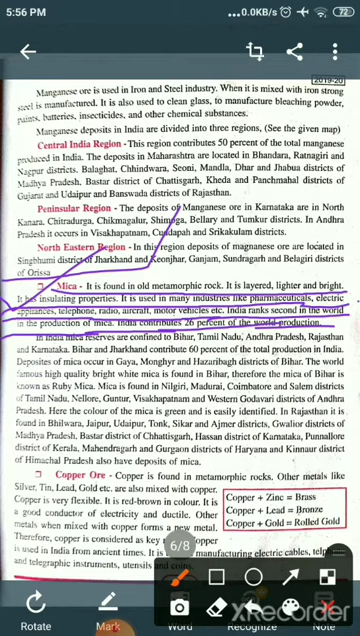 5:56 PM
0.0KB/s
72
2019-20
Manganese ore is used in Iron and Steel industry. When it is mixed with iron strong
steel is manufactured. It is also used to clean glass, to manufacture bleaching powder,
paints, batteries, insecticides, and other chemical substances.
Manganese deposits in India are divided into three regions, (See the given map)
Central India Region - This region contributes 50 percent of the total manganese
produced in India. The deposits in Maharashtra are located in Bhandara, Ratnagiri and
Nagpur districts. Balaghat, Chhindwara, Seoni, Mandla, Dhar and Jhabua districts of
Madhya Pradesh, Bastar district of Chattisgarh, Kheda and Panchmahal districts of
Gujarat and Udaipur and Banswada districts of Rajasthan.
Peninsular Region - The deposits of Manganese ore in Karnataka are in North
Kanara, Chitradurga, Chikmagalur, Shimoga, Bellary and Tumkur districts. In Andhra
Pradesh it occurs in Visakhapatnam, Cuddapah and Srikakulam districts.
North Eastern Region - In this region deposits of magnanese ore are located in
Singbhumi district of Jharkhand and Keonjhar, Ganjam, Sundragarh and Belagiri districts
of Orissa
Mica - It is found in old metamorphic rock. It is layered, lighter and bright.
It has insulating properties. It is used in many industries like pharmaceuticals, electric
appliances, telephone, radio, aircraft, motor vehicles etc. India ranks second in the world
in the production of mica. India contributes 26 percent of the world production.
In India mica reserves are confined to Bihar, Tamil Nadu, Andhra Pradesh, Rajasthan
and Karnataka. Bihar and Jharkhand contribute 60 percent of the total production in India.
Deposites of mica occur in Gaya, Monghyr and Hazaribagh districts of Bihar. The world
famous high quality bright white mica is found in Bihar, therefore the mica of Bihar is
known as Ruby Mica. Mica is found in Nilgiri, Madurai, Coimbatore and Salem districts
of Tamil Nadu, Nellore, Guntur, Visakhapatnam and Western Godavari districts of Andhra
Pradesh. Here the colour of the mica is green and is easily identified. In Rajasthan it is
found in Bhilwara, Jaipur, Udaipur, Tonk, Sikar and Ajmer districts, Gwalior districts of
Madhya Pradesh. Bastar district of Chhattisgarh, Hassan district of Karnataka, Punnallore
district of Kerala, Mahendragarh and Gurgaon districts of Haryana and Kinnaur district
of Himachal Pradesh also have deposits of mica.
Copper Ore - Copper is found in metamorphic rocks. Other metals like
Silver, Tin, Lead, Gold etc. are also mixed with copper.
Copper is very flexible. It is red-brown in colour. It is
a good conductor of electricity and ductile. Other
metals when mixed with copper forms a new metal.
Therefore, copper is considered as key
is used in India from ancient times. It is manufacturing electric cables,
and telegraphic instruments, utensils and coins.
Copper + Zinc = Brass
Copper + Lead = Bronze
Copper + Gold = Rolled Gold
6/8
Rotate
Mark
Word
Note
KINEMASTER